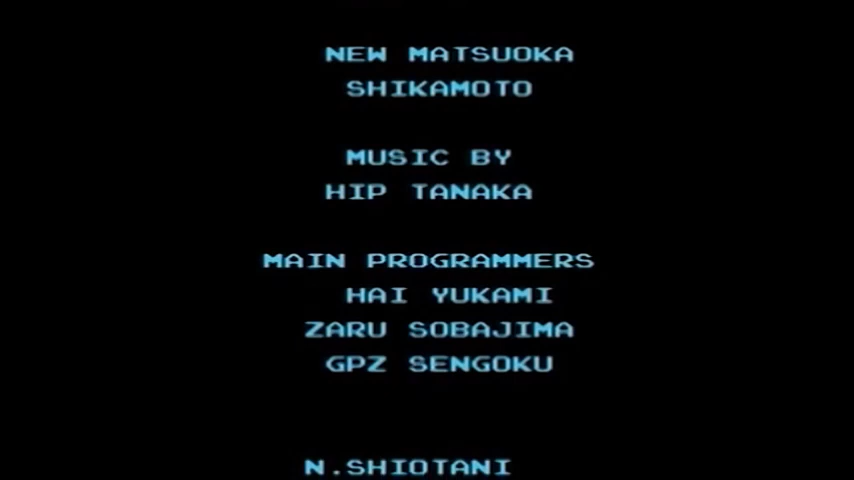 NEW MATSUOKA
SHIKAMOTO
MUSIC BY
HIP TANAKA
MAIN PROGRAMMERS
HAI YUKAMI
ZARU SOBAJIMA
GPZ SENGOKU
N.SHIOTANI